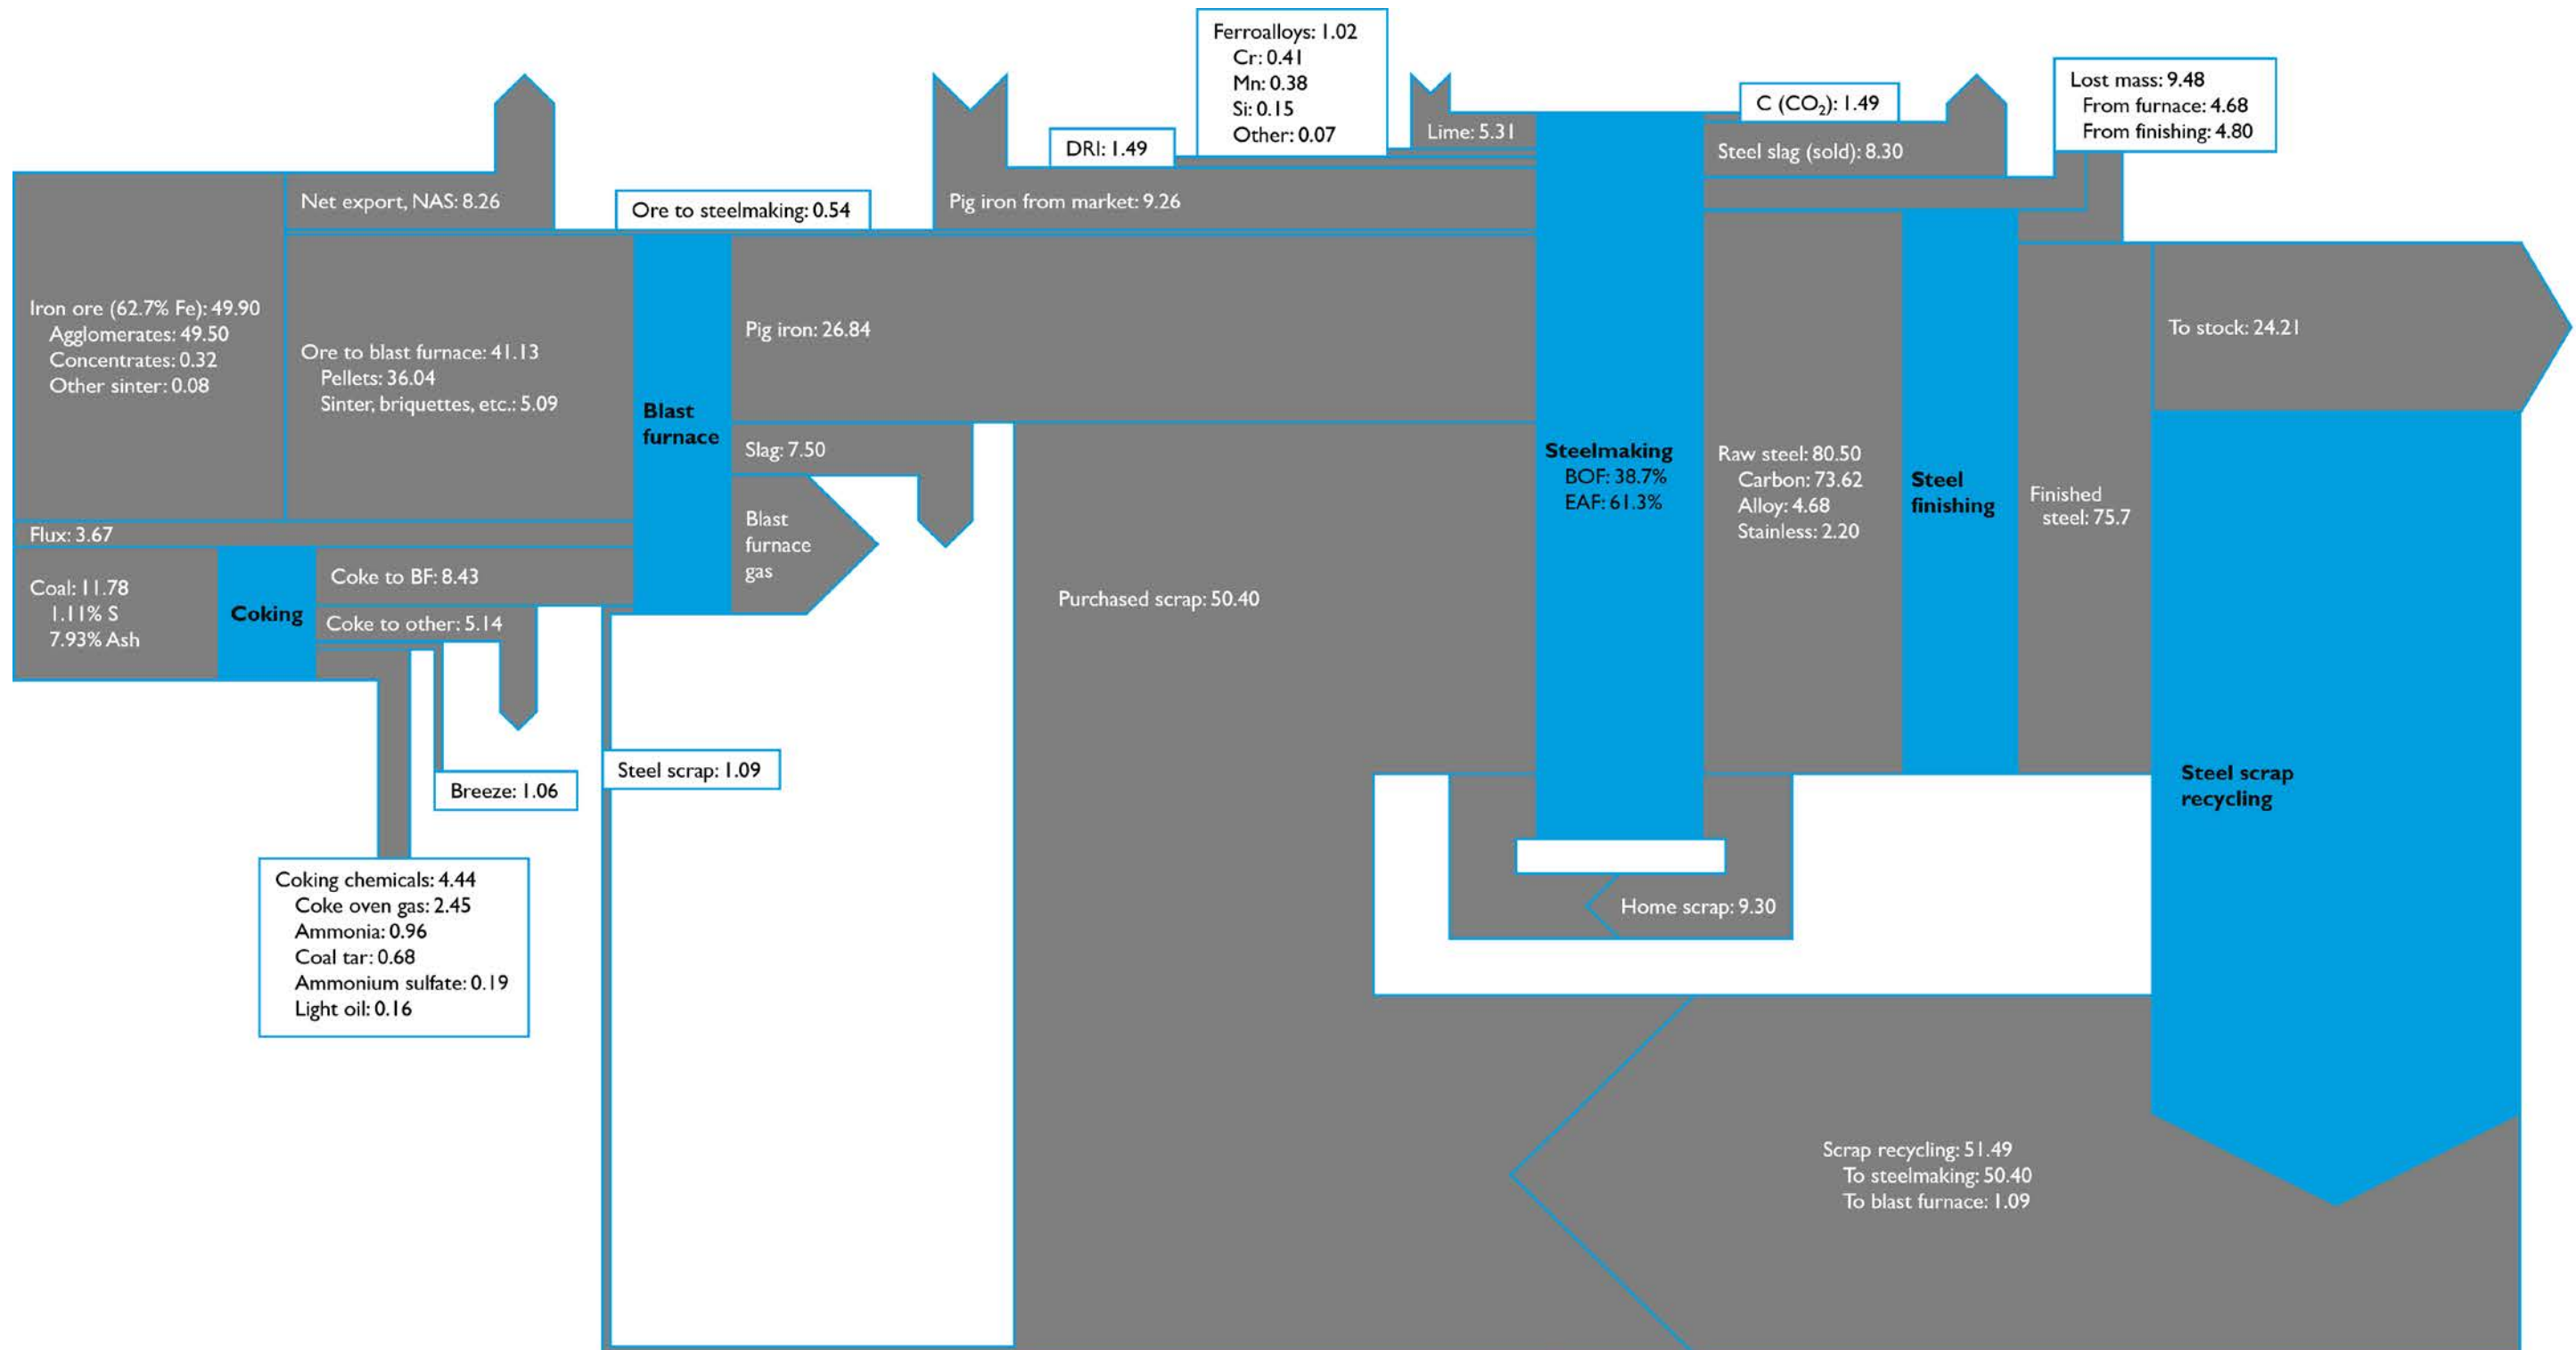 Ferroalloys: 1.02
Cr: 0.41
Mn: 0.38
Si: 0.15
Other: 0.07
Lost mass: 9.48
From furnace: 4.68
From finishing: 4.80
C (CO₂): 1.49
DRI: 1.49
Lime: 5.31
Steel slag (sold): 8.30
Net export, NAS: 8.26
Ore to steelmaking: 0.54
Pig iron from market: 9.26
Iron ore (62.7% Fe): 49.90
Agglomerates: 49.50
Concentrates: 0.32
Other sinter: 0.08
Ore to blast furnace: 41.13
Pellets: 36.04
Sinter, briquettes, etc.: 5.09
Blast
furnace
Pig iron: 26.84
Slag: 7.50
Blast
furnace
gas
Steelmaking
BOF: 38.7%
EAF: 61.3%
Raw steel: 80.50
Carbon: 73.62
Alloy: 4.68
Stainless: 2.20
Steel
finishing
Finished
steel: 75.7
To stock: 24.21
Flux: 3.67
Coal: 11.78
1.11% S
7.93% Ash
Coking
Coke to BF: 8.43
Coke to other: 5.14
Purchased scrap: 50.40
Steel scrap: 1.09
Breeze: 1.06
Steel scrap
recycling
Coking chemicals: 4.44
Coke oven gas: 2.45
Ammonia: 0.96
Coal tar: 0.68
Ammonium sulfate: 0.19
Light oil: 0.16
Home scrap: 9.30
Scrap recycling: 51.49
To steelmaking: 50.40
To blast furnace: 1.09